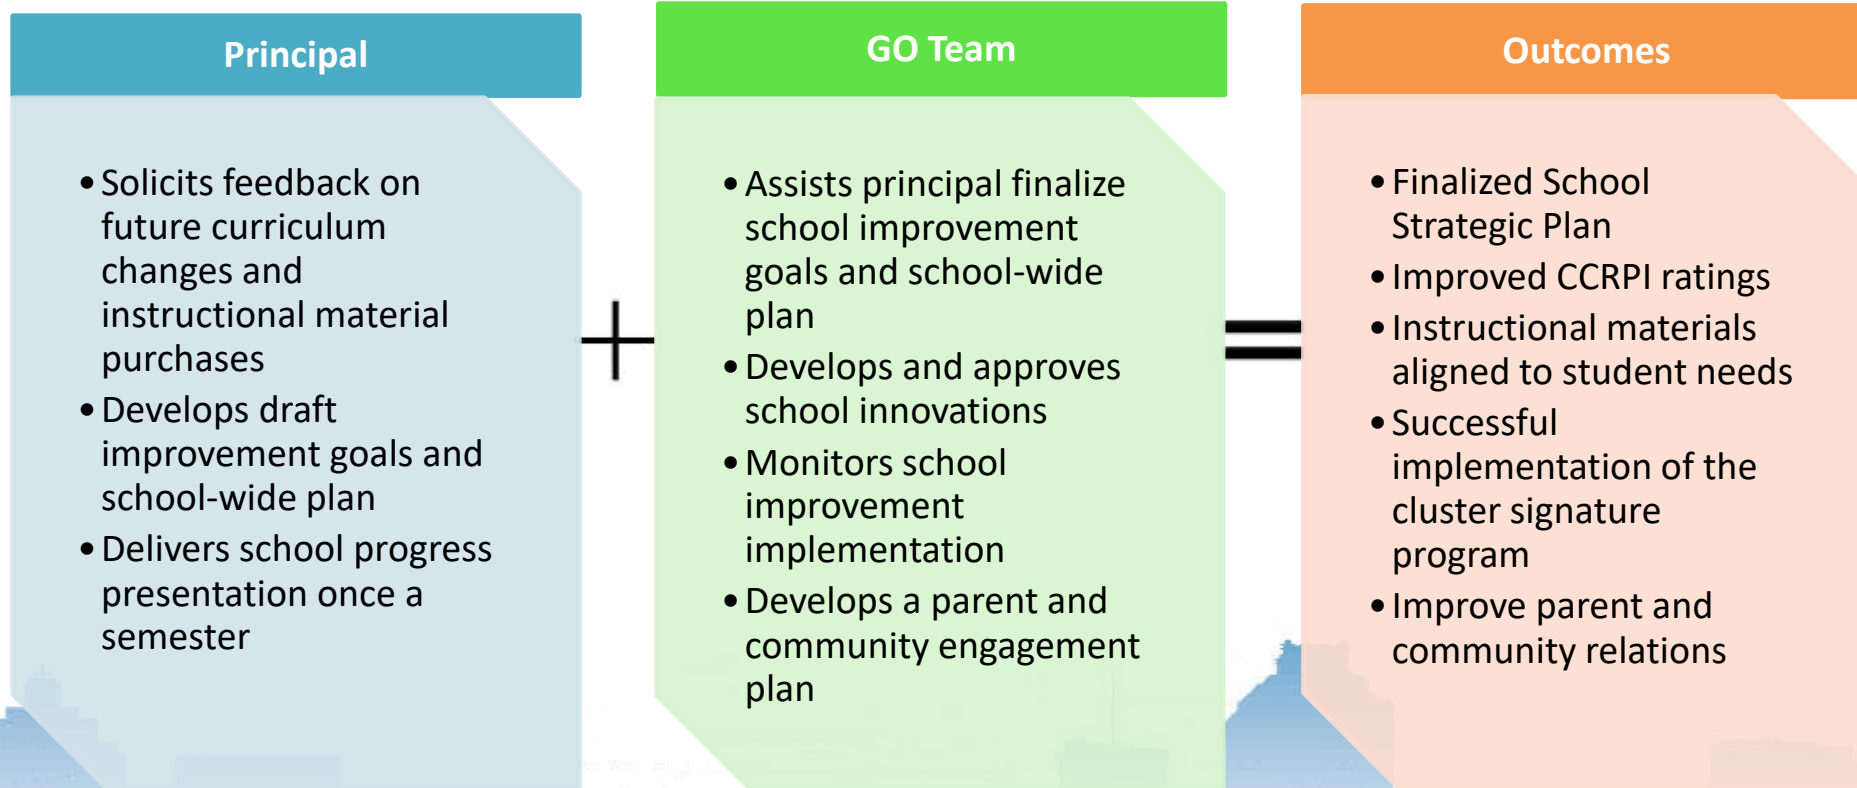 Principal
• Solicits feedback on
future curriculum
changes and
instructional material
purchases
• Develops draft
improvement goals and
school-wide plan
• Delivers school progress
presentation once a
semester
+
GO Team
• Assists principal finalize
school improvement
goals and school-wide
plan
• Develops and approves
school innovations
• Monitors school
improvement
implementation
• Develops a parent and
community engagement
plan
=
Outcomes
• Finalized School
Strategic Plan
• Improved CCRPI ratings
• Instructional materials
aligned to student needs
• Successful
implementation of the
cluster signature
program
• Improve parent and
community relations